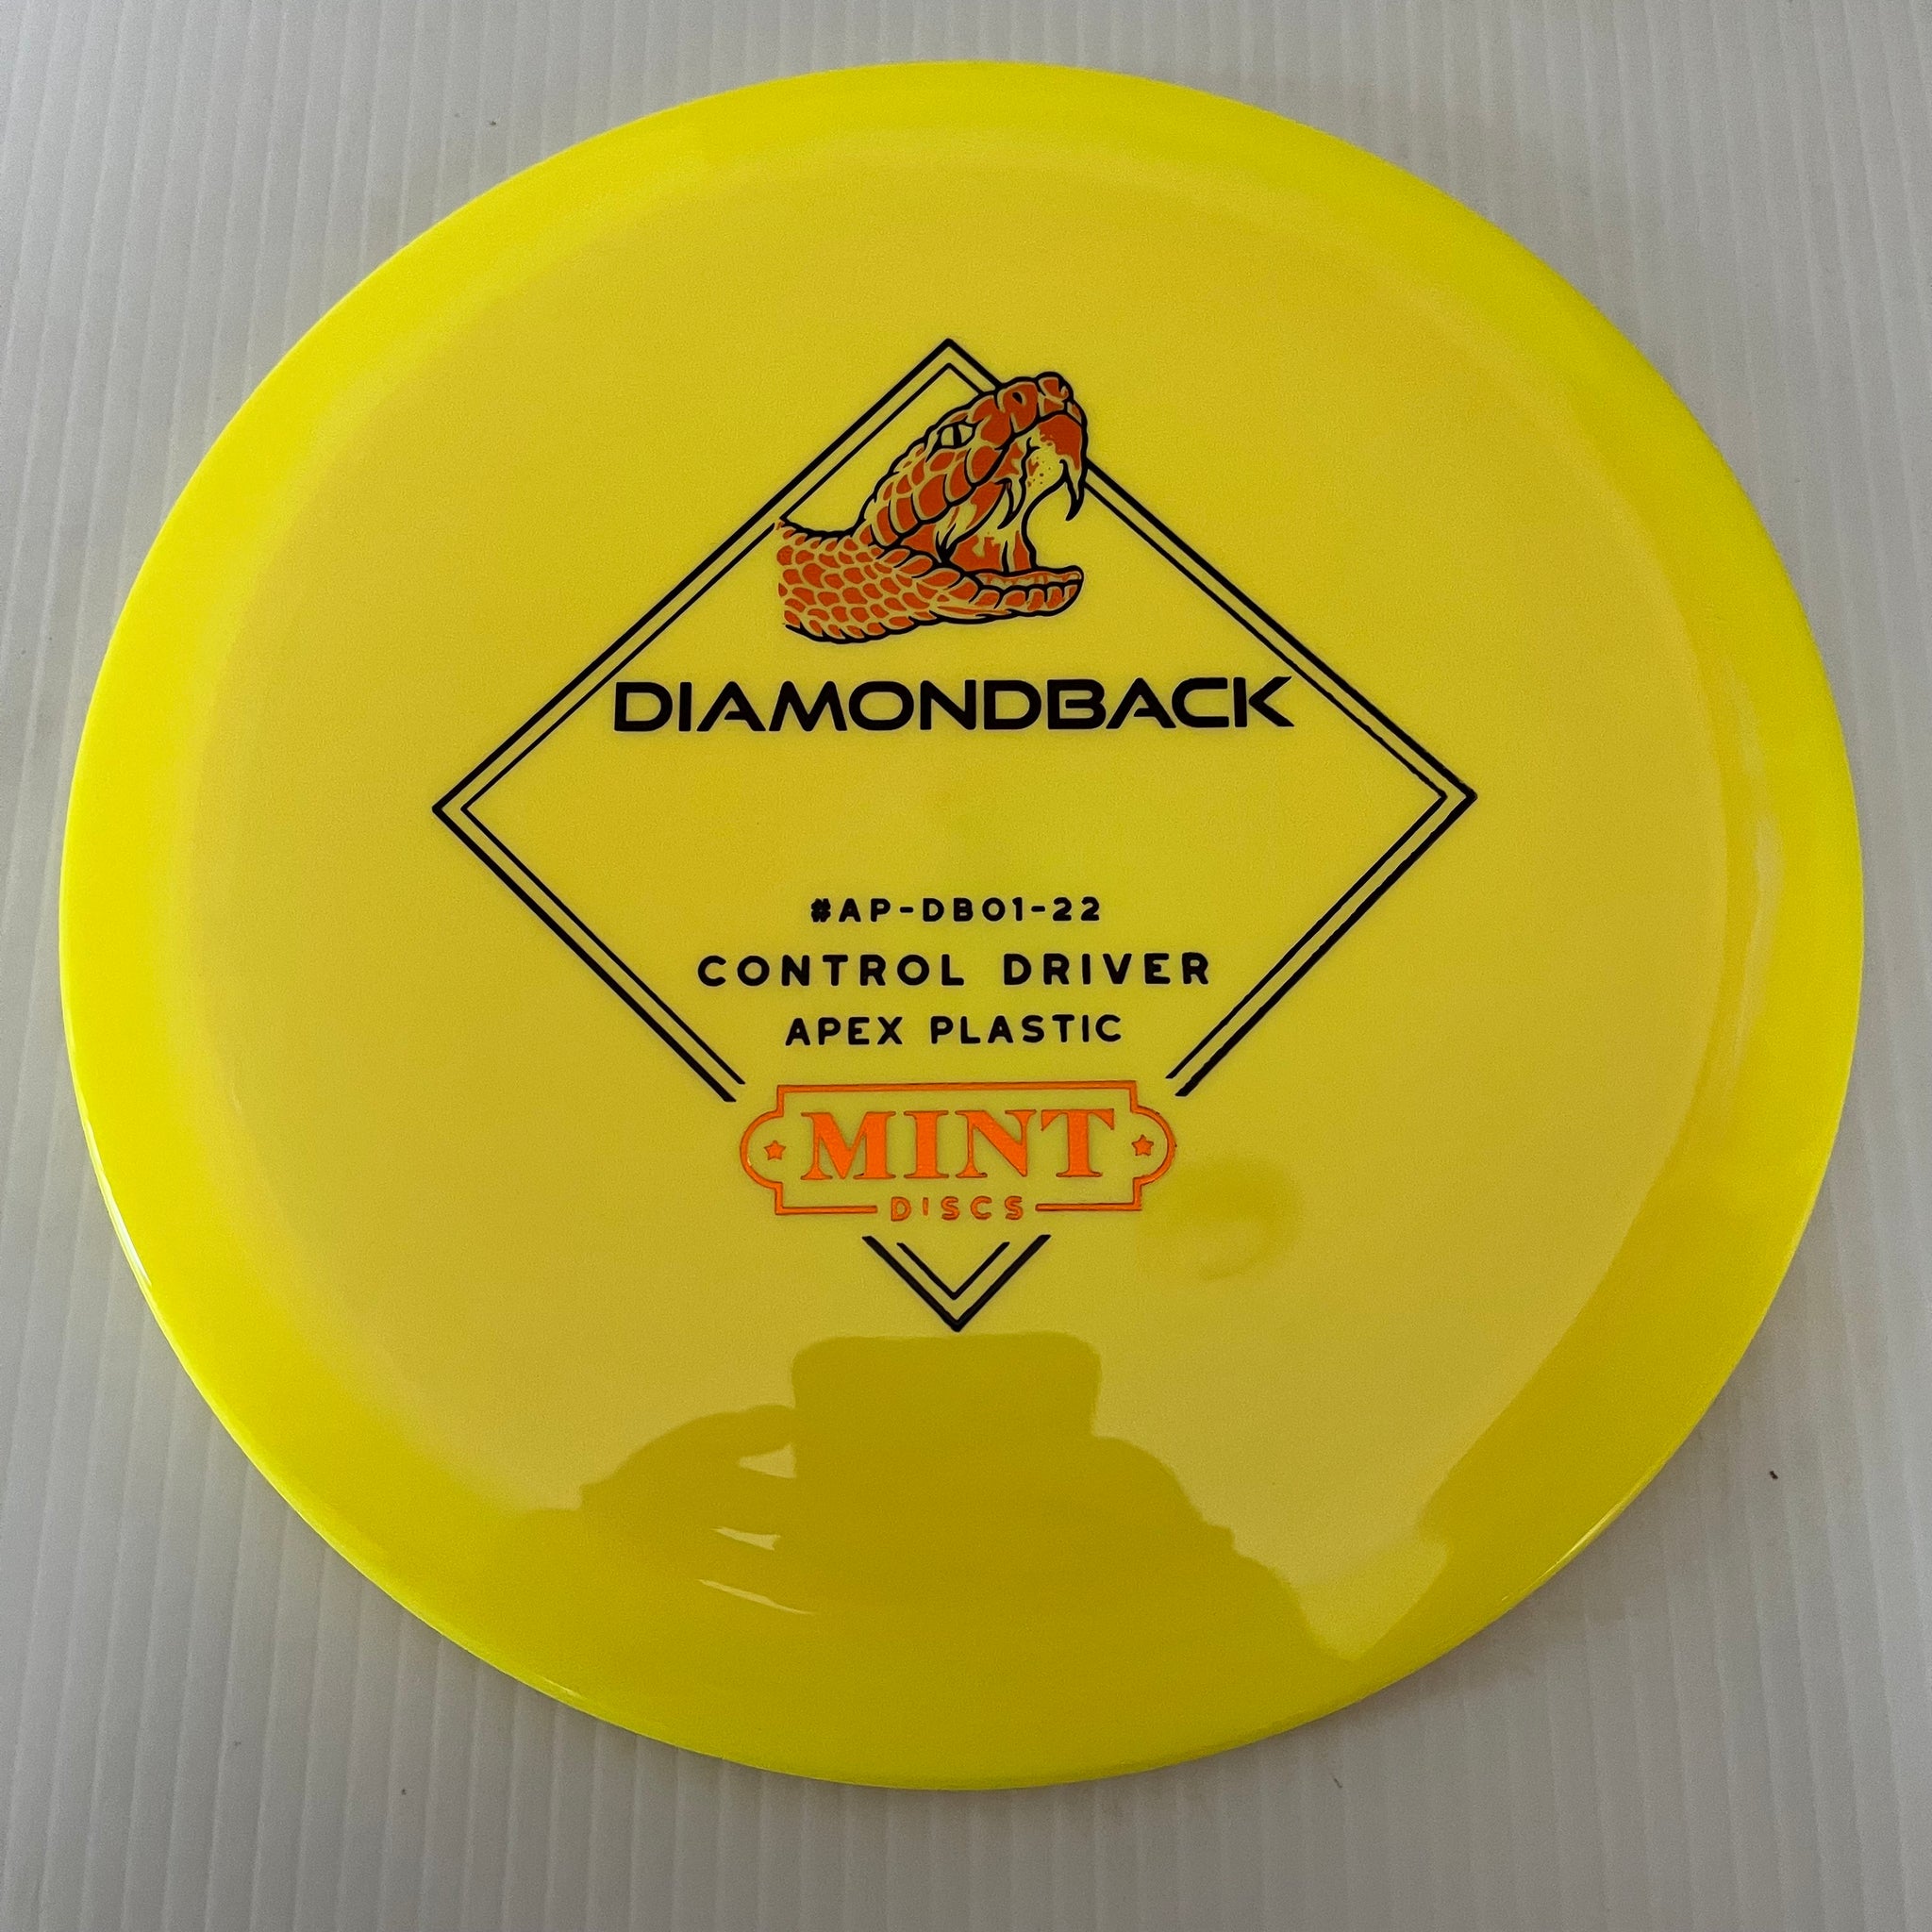 DIAMONDBACK
#AP-DB01-22
CONTROL DRIVER
APEX PLASTIC
MINT
DISCS